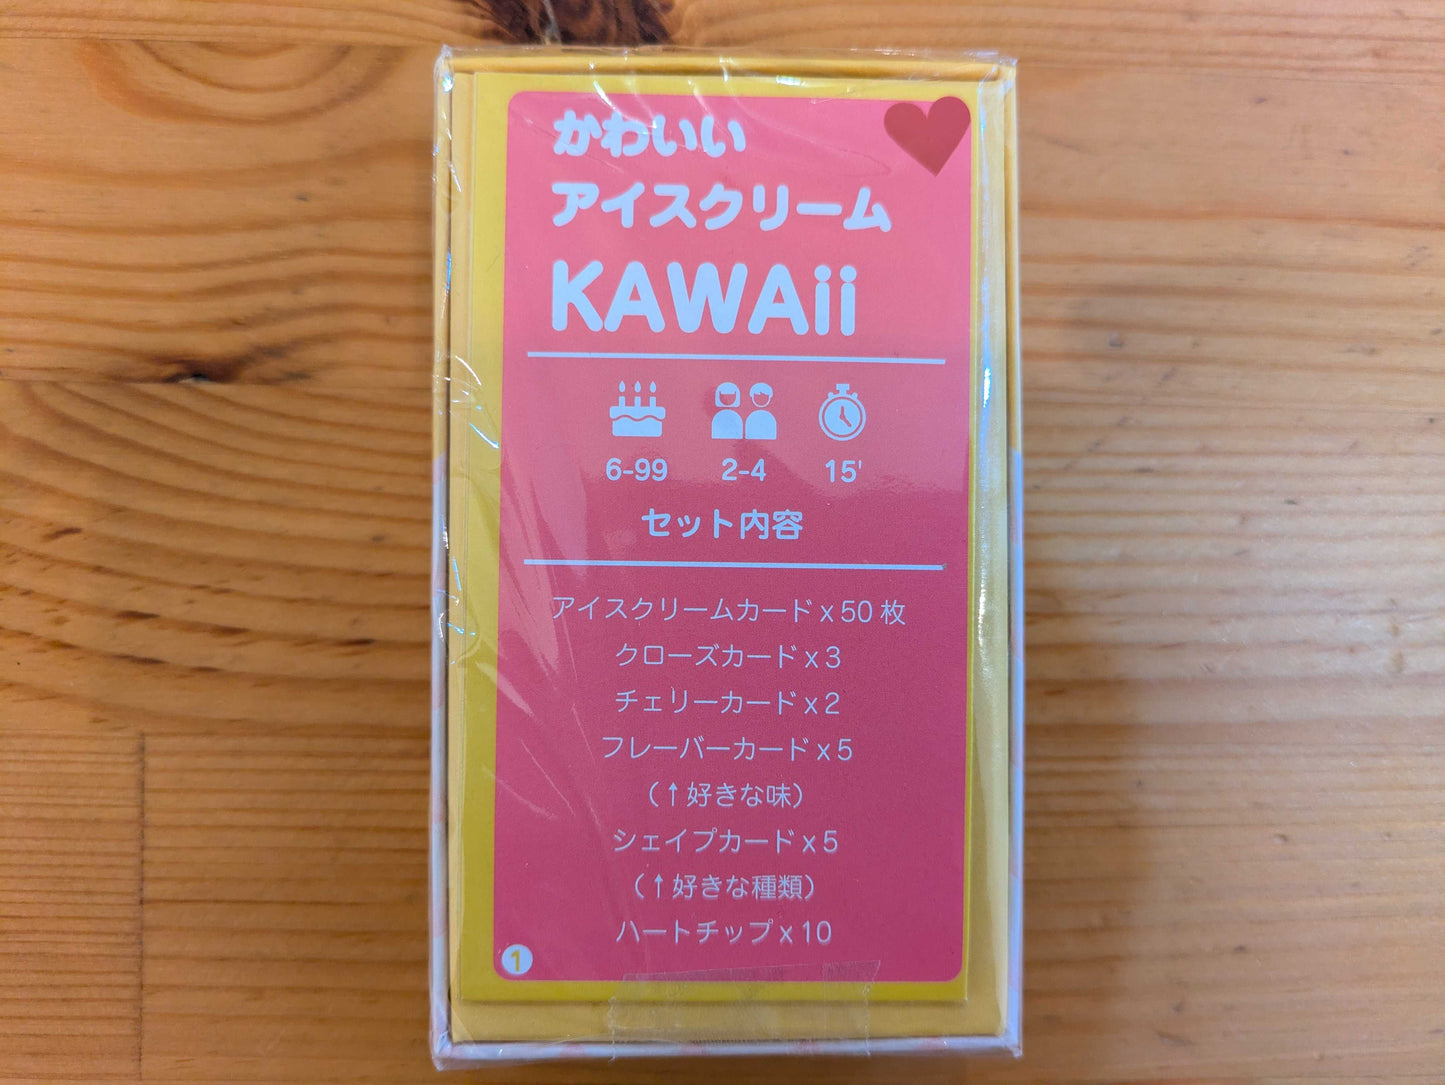 かわいい
アイスクリーム
KAWAii
6-99 2-4 15'
セット内容
アイスクリームカード x 50 枚
クローズカード x 3
チェリーカード x 2
フレーバーカード x 5
（↑好きな味）
シェイプカード x 5
（↑好きな種類）
ハートチップ x 10
1